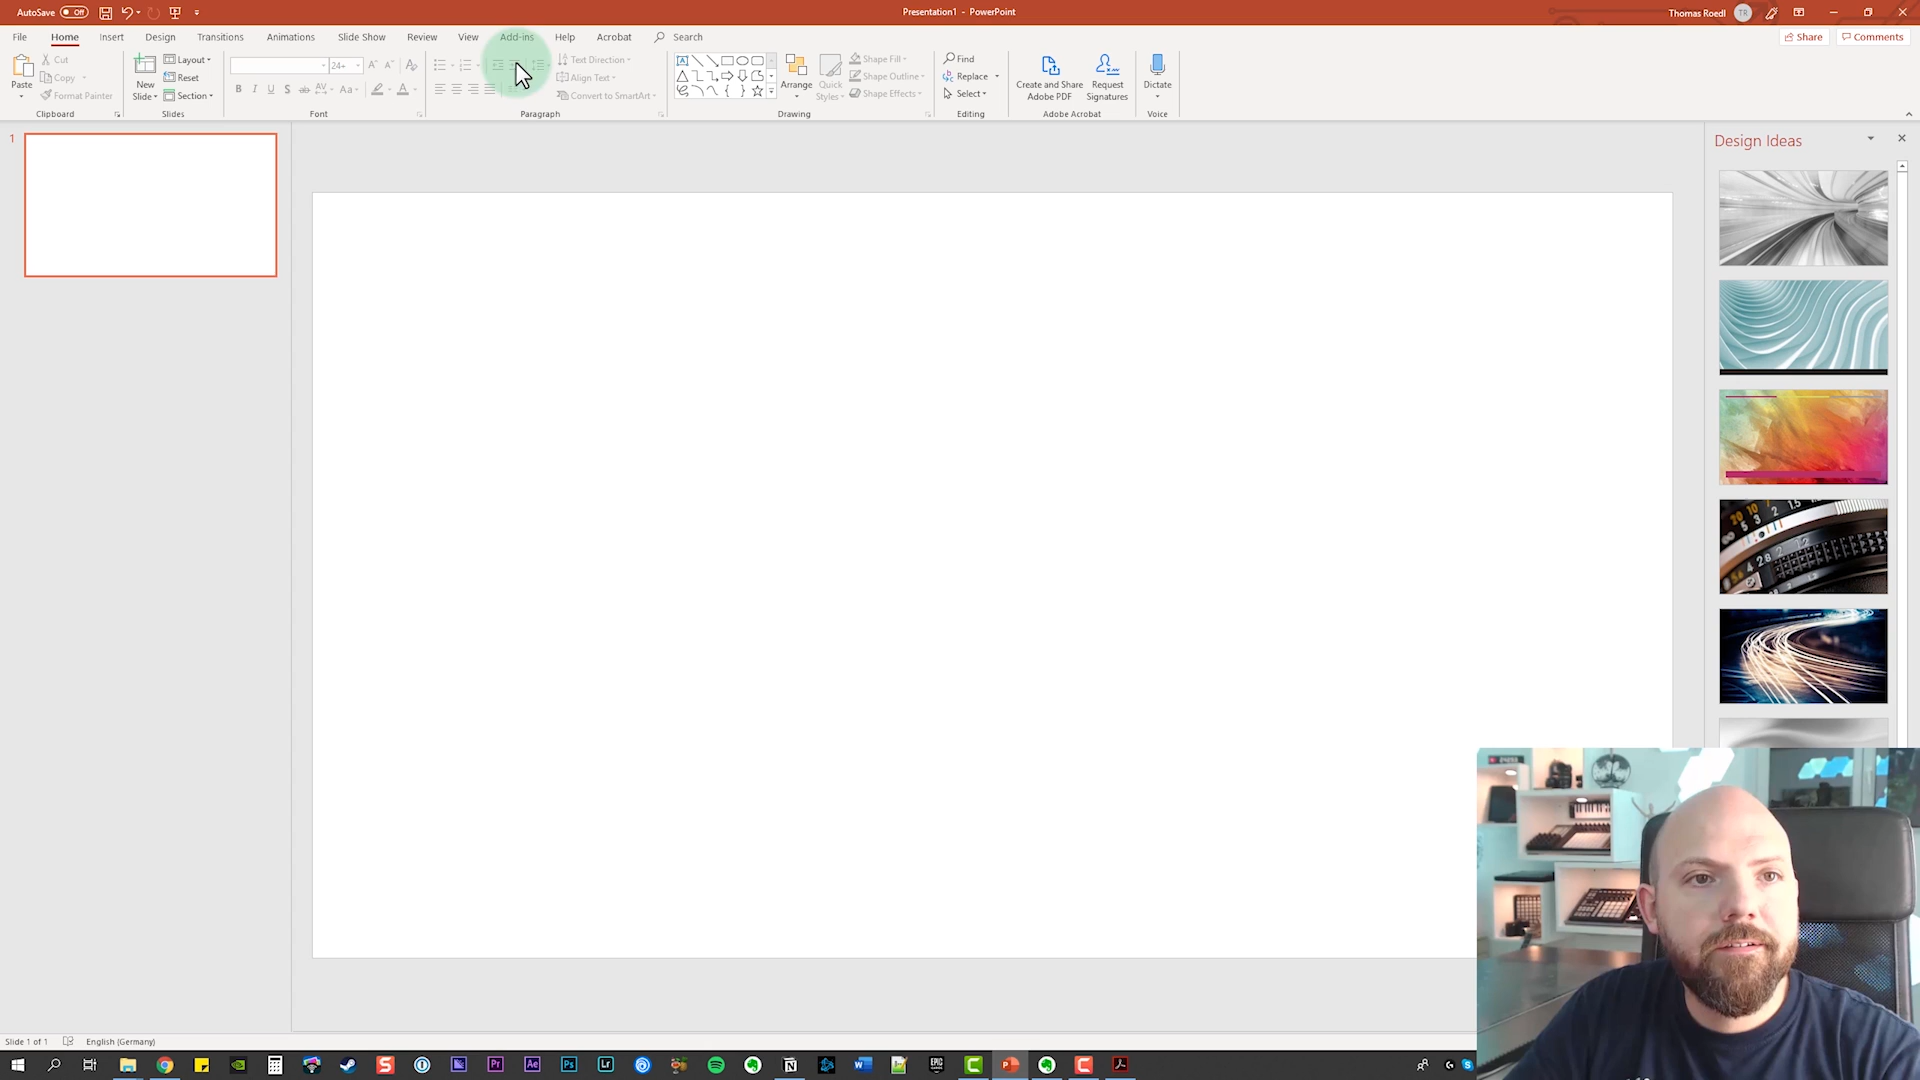 AutoSave Off
Presentation1 - PowerPoint
Thomas Roedl TR
File Home Insert Design Transitions Animations Slide Show Review View Add-ins Help Acrobat Search
Share Comments
Paste
Cut
Copy
Format Painter
Clipboard
New
Slide
Layout
Reset
Section
Slides
24+
Font
Text Direction
Align Text
Convert to SmartArt
Paragraph
Arrange
Quick
Styles
Shape Fill
Shape Outline
Shape Effects
Drawing
Find
Replace
Select
Editing
Create and Share
Adobe PDF
Request
Signatures
Adobe Acrobat
Dictate
Voice
1
Design Ideas
Slide 1 of 1
English (Germany)